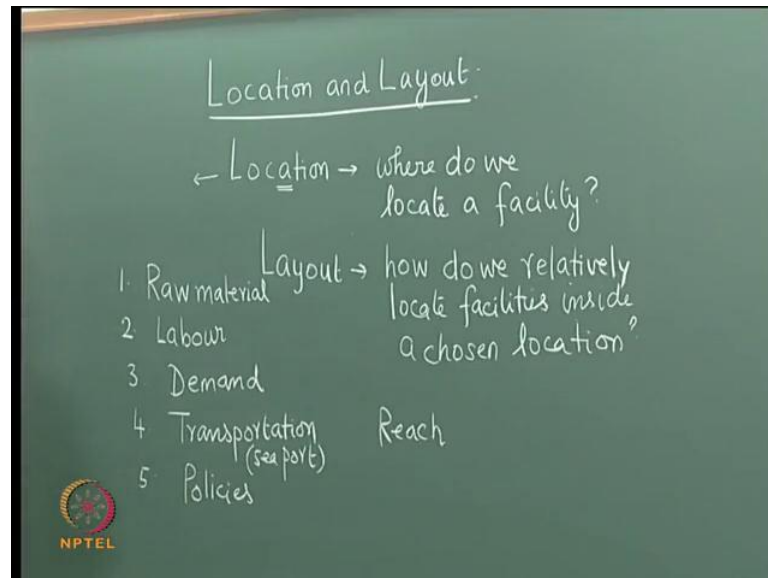 Location and Layout:
← Location → where do we
locate a facility?
Layout → how do we relatively
locate facilities inside
a chosen location?
1. Raw material
2 Labour
3. Demand
4 Transportation Reach
(sea port)
5. Policies
NPTEL